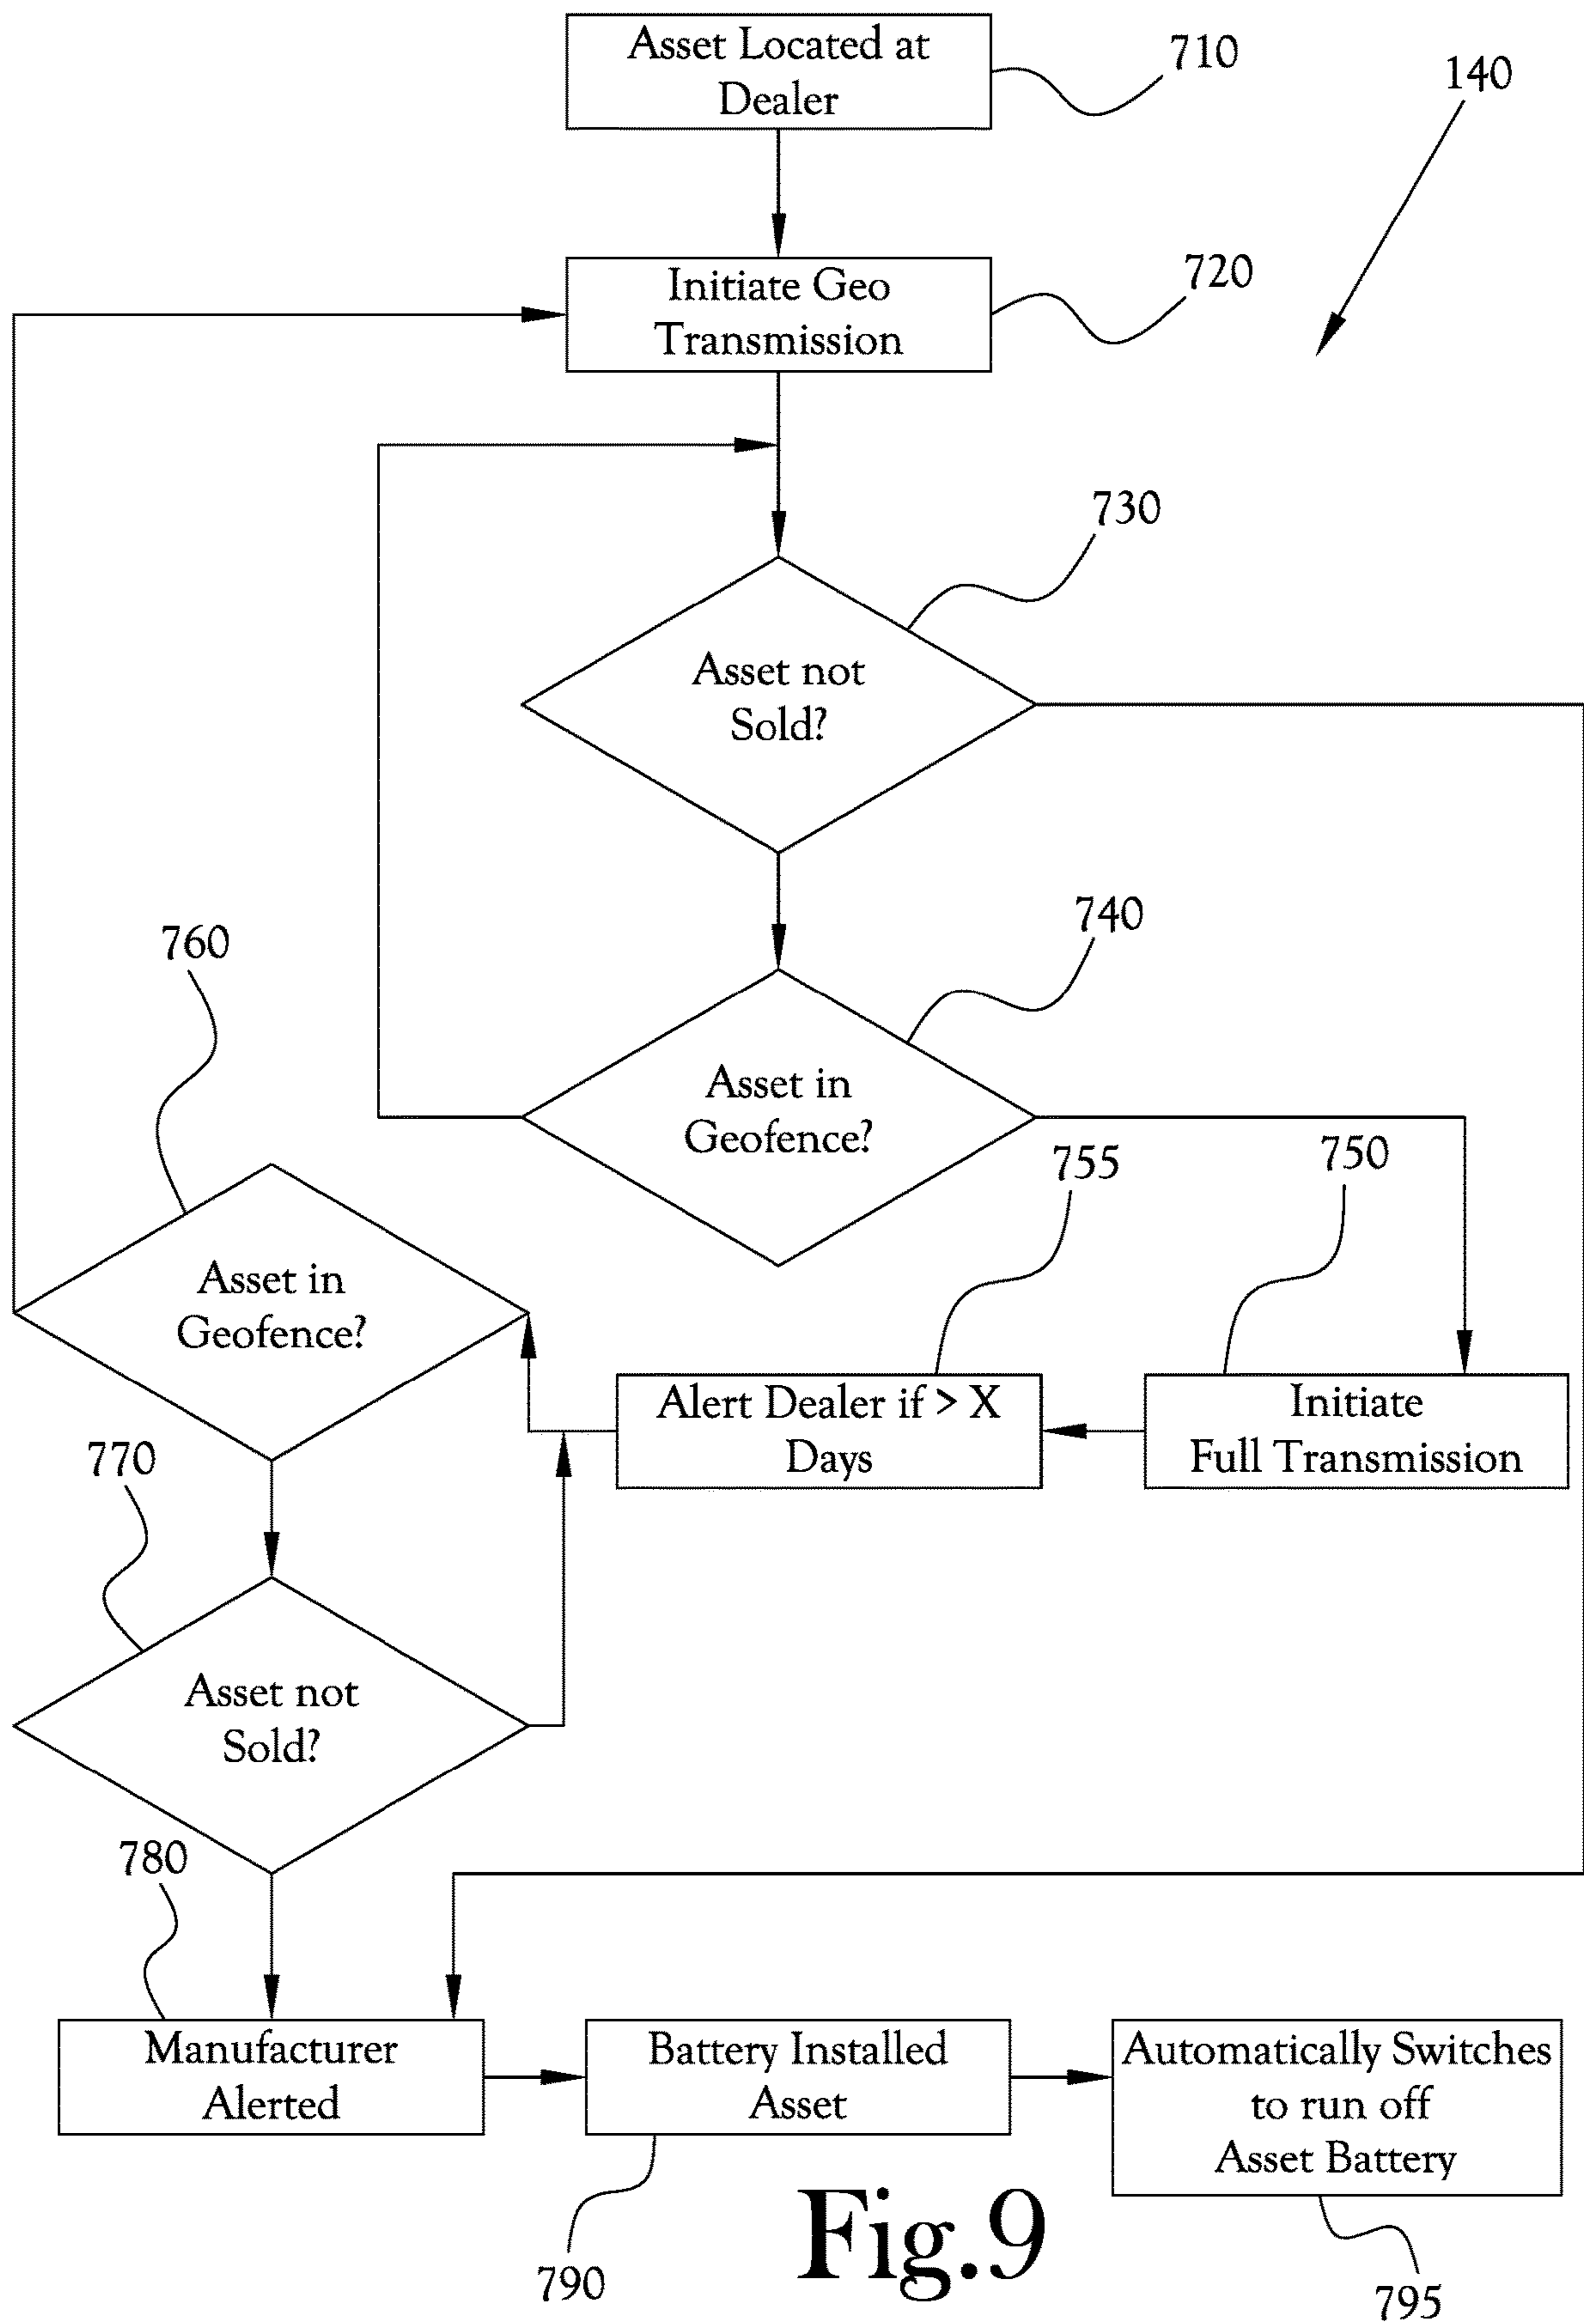 Asset Located at
Dealer
710
140
Initiate Geo
Transmission
720
730
Asset not
Sold?
740
760
Asset in
Geofence?
755
750
Asset in
Geofence?
Alert Dealer if > X
Days
Initiate
Full Transmission
770
Asset not
Sold?
780
Manufacturer
Alerted
Battery Installed
Asset
Automatically Switches
to run off
Asset Battery
790
Fig.9
795